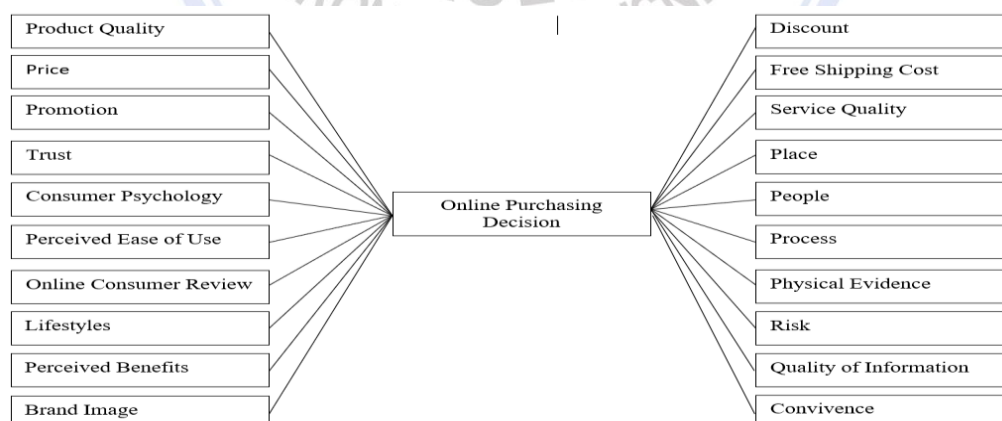 Product Quality
Price
Promotion
Trust
Consumer Psychology
Perceived Ease of Use
Online Consumer Review
Lifestyles
Perceived Benefits
Brand Image
Online Purchasing
Decision
Discount
Free Shipping Cost
Service Quality
Place
People
Process
Physical Evidence
Risk
Quality of Information
Convivence